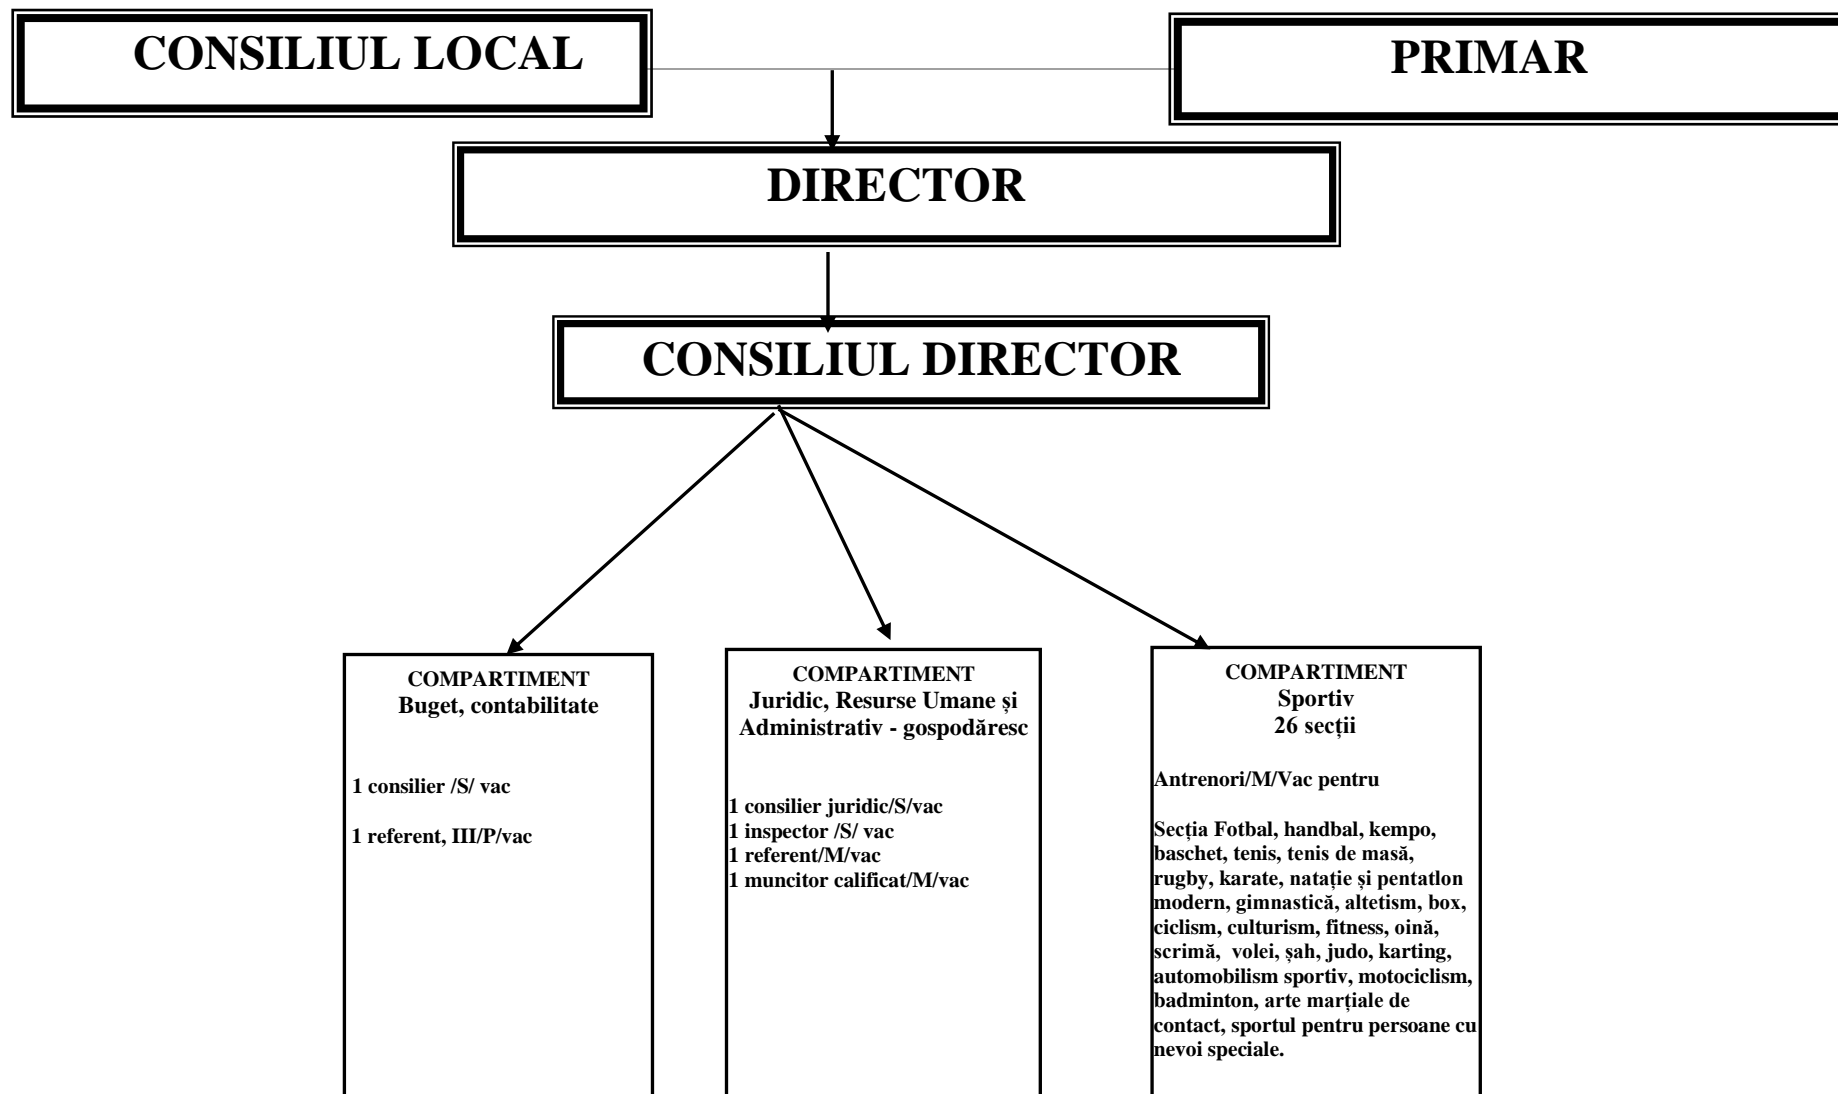 CONSILIUL LOCAL
PRIMAR
DIRECTOR
CONSILIUL DIRECTOR
COMPARTIMENT
Buget, contabilitate
1 consilier /S/ vac
1 referent, III/P/vac
COMPARTIMENT
Juridic, Resurse Umane și
Administrativ - gospodăresc
1 consilier juridic/S/vac
1 inspector /S/ vac
1 referent/M/vac
1 muncitor calificat/M/vac
COMPARTIMENT
Sportiv
26 secții
Antrenori/M/Vac pentru
Secția Fotbal, handbal, kempo,
baschet, tenis, tenis de masă,
rugby, karate, natație și pentatlon
modern, gimnastică, altetism, box,
ciclism, culturism, fitness, oină,
scrimă, volei, șah, judo, karting,
automobilism sportiv, motociclism,
badminton, arte marțiale de
contact, sportul pentru persoane cu
nevoi speciale.